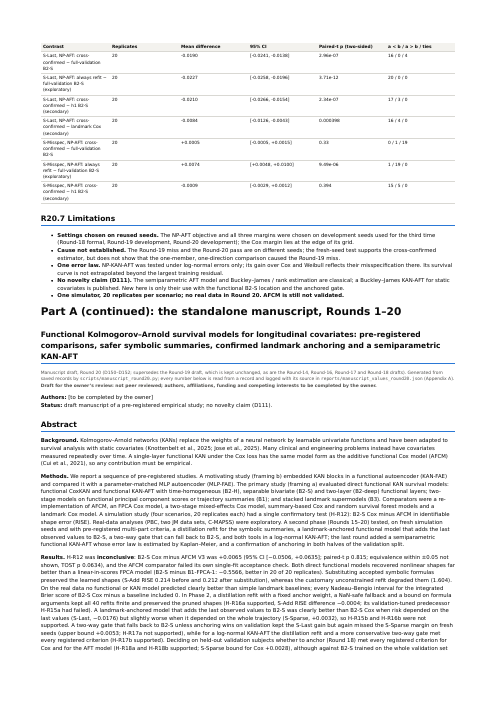 Contrast Replicates Mean difference 95% CI Paired-t p (two-sided) a < b / a > b / ties
S-Last, NP-AFT: cross-
confirmed − full-validation
B2-S
20 -0.0190 [-0.0241, -0.0138] 2.96e-07 16 / 0 / 4
S-Last, NP-AFT: always refit −
full-validation B2-S
(exploratory)
20 -0.0227 [-0.0258, -0.0196] 3.71e-12 20 / 0 / 0
S-Last, NP-AFT: cross-
confirmed − h1 B2-S
(secondary)
20 -0.0210 [-0.0266, -0.0154] 2.34e-07 17 / 3 / 0
S-Last, NP-AFT: cross-
confirmed − landmark Cox
(secondary)
20 -0.0084 [-0.0126, -0.0043] 0.000398 16 / 4 / 0
S-Misspec, NP-AFT: cross-
confirmed − full-validation
B2-S
20 +0.0005 [-0.0005, +0.0015] 0.33 0 / 1 / 19
S-Misspec, NP-AFT: always
refit − full-validation B2-S
(exploratory)
20 +0.0074 [+0.0048, +0.0100] 9.49e-06 1 / 19 / 0
S-Misspec, NP-AFT: cross-
confirmed − h1 B2-S
(secondary)
20 -0.0009 [-0.0029, +0.0012] 0.394 15 / 5 / 0
R20.7 Limitations
• Settings chosen on reused seeds. The NP-AFT objective and all three margins were chosen on development seeds used for the third time
(Round-18 formal, Round-19 development, Round-20 development); the Cox margin lies at the edge of its grid.
• Cause not established. The Round-19 miss and the Round-20 pass are on different seeds; the fresh-seed test supports the cross-confirmed
estimator, but does not show that the one-number, one-direction comparison caused the Round-19 miss.
• One error law. NP-KAN-AFT was tested under log-normal errors only; its gain over Cox and Weibull reflects their misspecification there. Its survival
curve is not extrapolated beyond the largest training residual.
• No novelty claim (D111). The semiparametric AFT model and Buckley–James / rank estimation are classical; a Buckley–James KAN-AFT for static
covariates is published. New here is only their use with the functional B2-S location and the anchored gate.
• One simulator, 20 replicates per scenario; no real data in Round 20. AFCM is still not validated.
Part A (continued): the standalone manuscript, Rounds 1–20
Functional Kolmogorov–Arnold survival models for longitudinal covariates: pre-registered
comparisons, safer symbolic summaries, confirmed landmark anchoring and a semiparametric
KAN-AFT
Manuscript draft, Round 20 (D150–D152; supersedes the Round-19 draft, which is kept unchanged, as are the Round-14, Round-16, Round-17 and Round-18 drafts). Generated from
saved records by scripts/manuscript_round20.py; every number below is read from a record and logged with its source in reports/manuscript_values_round20.json (Appendix A).
Draft for the owner's review: not peer reviewed; authors, affiliations, funding and competing interests to be completed by the owner.
Authors: [to be completed by the owner]
Status: draft manuscript of a pre-registered empirical study; no novelty claim (D111).
Abstract
Background. Kolmogorov–Arnold networks (KANs) replace the weights of a neural network by learnable univariate functions and have been adapted to
survival analysis with static covariates (Knottenbelt et al., 2025; Jose et al., 2025). Many clinical and engineering problems instead have covariates
measured repeatedly over time. A single-layer functional KAN under the Cox loss has the same model form as the additive functional Cox model (AFCM)
(Cui et al., 2021), so any contribution must be empirical.
Methods. We report a sequence of pre-registered studies. A motivating study (framing b) embedded KAN blocks in a functional autoencoder (KAN-FAE)
and compared it with a parameter-matched MLP autoencoder (MLP-FAE). The primary study (framing a) evaluated direct functional KAN survival models:
functional CoxKAN and functional KAN-AFT with time-homogeneous (B2-H), separable bivariate (B2-S) and two-layer (B2-deep) functional layers; two-
stage models on functional principal component scores or trajectory summaries (B1); and stacked landmark supermodels (B3). Comparators were a re-
implementation of AFCM, an FPCA Cox model, a two-stage mixed-effects Cox model, summary-based Cox and random survival forest models and a
landmark Cox model. A simulation study (four scenarios, 20 replicates each) had a single confirmatory test (H-R12): B2-S Cox minus AFCM in identifiable
shape error (RISE). Real-analyses (PBC, two JM data sets, C-MAPSS) were exploratory. A second phase (Rounds 15–20) tested, on fresh simulation
seeds and with pre-registered metrics and split criteria, a distillation refit for the symbolic summaries, a landmark-anchored model that adds the last
observed values to B2-S, a two-way gate that can fall back to B2-S, and both tools in a log-normal KAN-AFT; the last round added a semiparametric
functional KAN-AFT whose error law is estimated by Kaplan-Meier, and a confirmation of anchoring in both halves of the validation split.
Results. H-R12 was inconclusive: B2-S Cox minus AFCM V3 was +0.0065 (95% CI [−0.0506, +0.0635]; paired-t p 0.815; equivalence within ±0.05 not
shown, TOST p 0.0634), and the AFCM comparator failed its own single-fit acceptance check. Both direct functional models recovered nonlinear shapes far
better than a linear-in-scores FPCA model (B2-S minus B1-FPCA-1: −0.5566, better in 20 of 20 replicates). Substituting accepted symbolic formulas
preserved the learned shapes (S-Add RISE 0.214 before and 0.212 after substitution), whereas the customary unconstrained refit degraded them (1.604).
On the real data no functional or KAN model predicted clearly better than simple landmark baselines; every Nadeau-Bengio interval for the integrated
Brier score of B2-S Cox minus a baseline included 0. In Phase 2, a distillation refit with a fixed anchor weight, a NaN-safe fallback and a bound on formula
arguments kept all 40 refits finite and preserved the pruned shapes (H-R16a supported, S-Add RISE difference −0.0004; its validation-tuned predecessor
H-R15a had failed). A landmark-anchored model that adds the last observed values to B2-S was clearly better than B2-S Cox when risk depended on the
last values (S-Last, −0.0176) but slightly worse when it depended on the whole trajectory (S-Sparse, +0.0032), so H-R15b and H-R16b were not
supported. A two-way gate that falls back to B2-S unless anchoring wins on validation kept the S-Last gain but again missed the S-Sparse margin on
fresh seeds (upper bound +0.0053; H-R17a not supported), while for a log-normal KAN-AFT the distillation refit and a more conservative two-way gate met
every registered criterion (H-R17b supported). Deciding on held-out validation subjects whether to anchor (Round 18) met every registered criterion for
the Cox model and for the AFT model (H-R18a and H-R18b supported; S-Sparse bound for Cox +0.0028), although against B2-S trained on the whole validation set